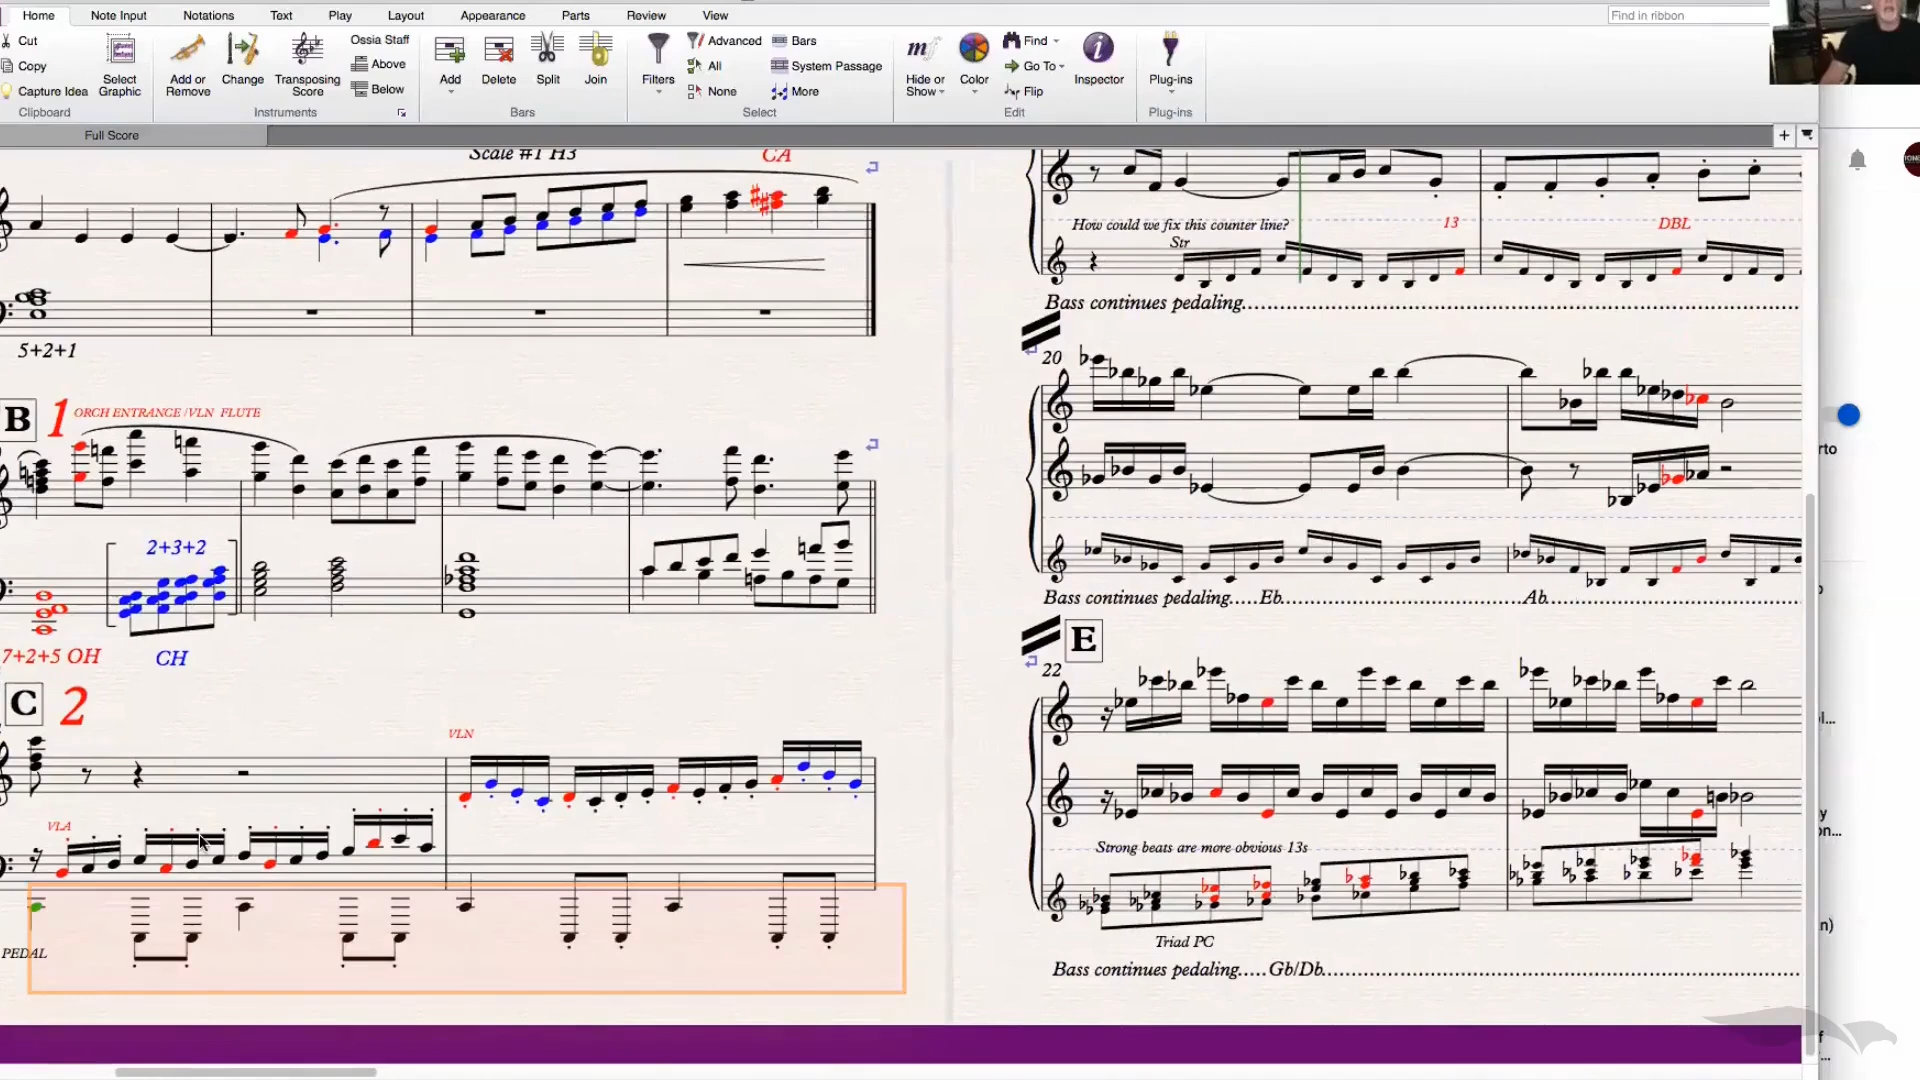 Home Note Input Notations Text Play Layout Appearance Parts Review View Find in ribbon
Cut
Copy
Capture Idea
Clipboard
Select Graphic
Add or Remove
Change
Transposing Score
Ossia Staff
Above
Below
Instruments
Add
Delete
Split
Join
Bars
Filters
Advanced
All
None
Bars
System Passage
More
Select
Hide or Show
Color
Find
Go To
Flip
Inspector
Edit
Plug-ins
Plug-ins
Full Score
Scale #1 H3
CA
5+2+1
B 1 ORCH ENTRANCE /VLN FLUTE
2+3+2
7+2+5 OH
CH
C 2
VLN
VLA
PEDAL
How could we fix this counter line?
Str
13
DBL
Bass continues pedaling
20
Bass continues pedaling.....Eb
Ab
E
22
Strong beats are more obvious 13s
Triad PC
Bass continues pedaling.....Gb/Db
rto